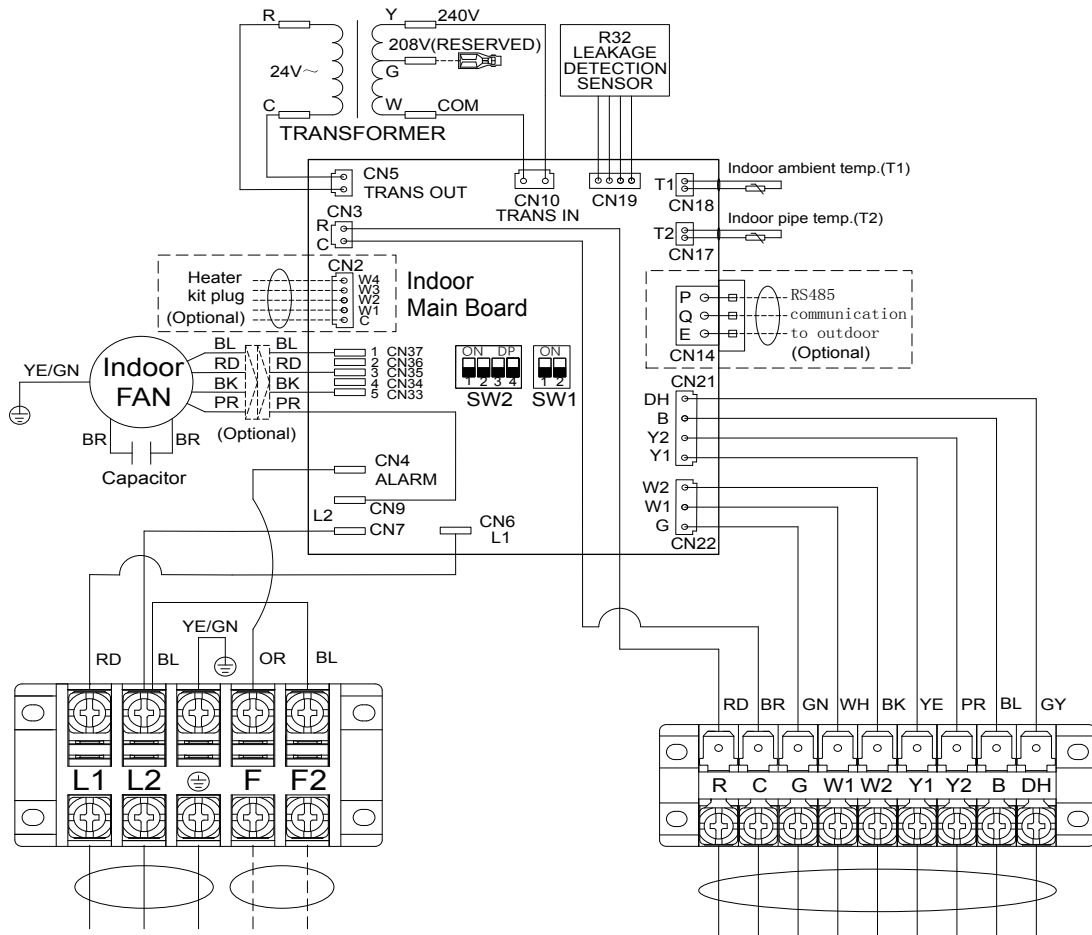 R
Y
240V
208V(RESERVED)
24V～
G
C
W
COM
TRANSFORMER
R32
LEAKAGE
DETECTION
SENSOR
CN5
TRANS OUT
CN10
TRANS IN
CN19
T1
CN18
Indoor ambient temp.(T1)
T2
CN17
Indoor pipe temp.(T2)
CN3
R
C
CN2
Heater
kit plug
(Optional)
W4
W3
W2
W1
C
Indoor
Main Board
P
Q
E
CN14
RS485
communication
to outdoor
(Optional)
YE/GN
Indoor
FAN
BL BL
RD RD
BK BK
PR PR
(Optional)
BR BR
Capacitor
1 CN37
2 CN36
3 CN35
4 CN34
5 CN33
ON DP
1 2 3 4
SW2
ON
1 2
SW1
CN21
DH
B
Y2
Y1
W2
W1
G
CN22
CN4
ALARM
CN9
L2
CN7
CN6
L1
YE/GN
RD BL OR BL
L1 L2 F F2
RD BR GN WH BK YE PR BL GY
R C G W1 W2 Y1 Y2 B DH